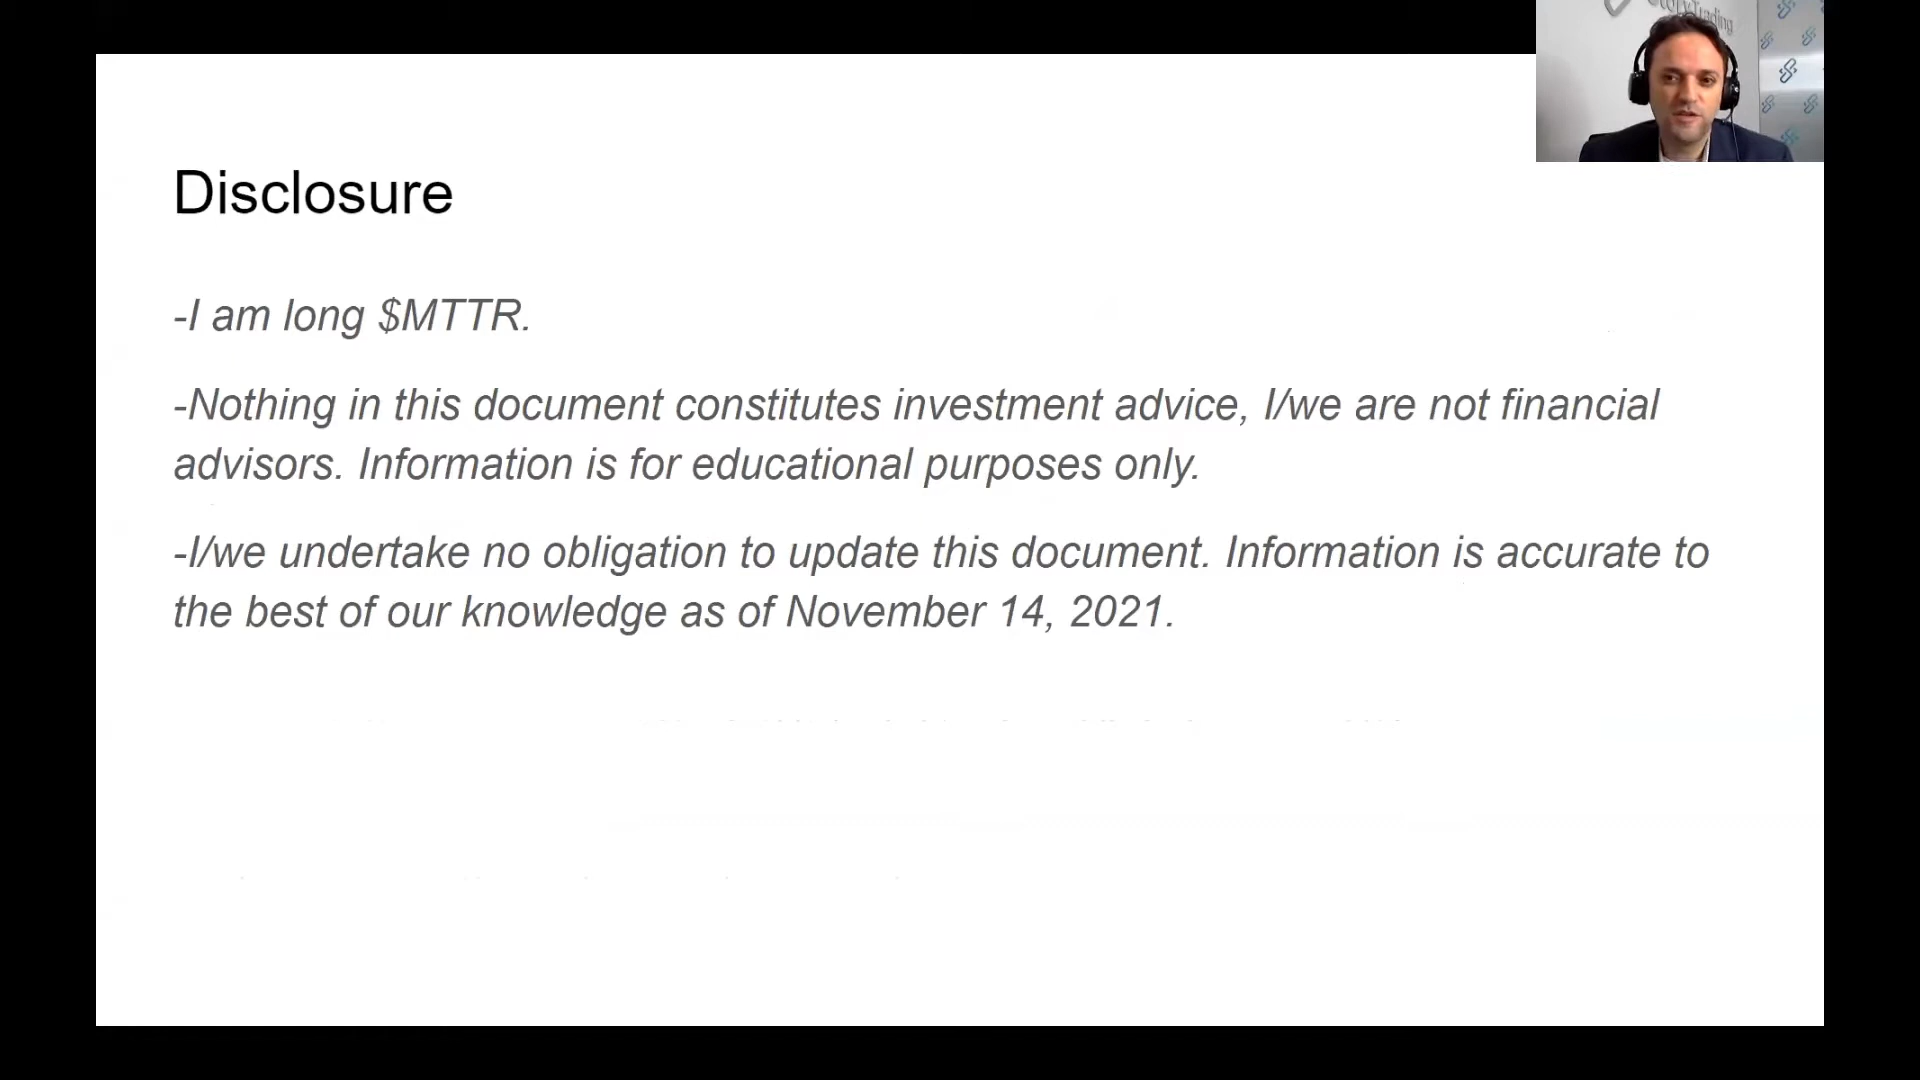 StoryTrading
Disclosure
-I am long $MTTR.
-Nothing in this document constitutes investment advice, I/we are not financial
advisors. Information is for educational purposes only.
-I/we undertake no obligation to update this document. Information is accurate to
the best of our knowledge as of November 14, 2021.